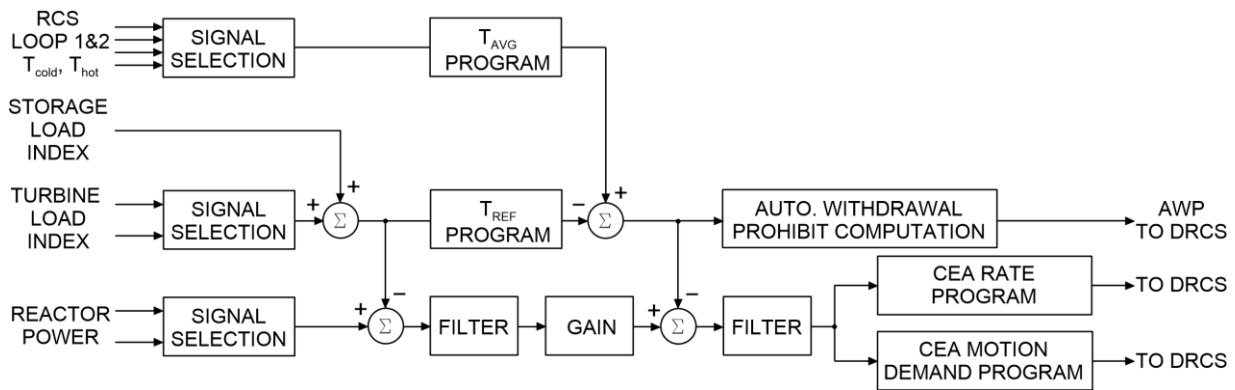 RCS
LOOP 1&2
Tcold, Thot
SIGNAL
SELECTION
TAVG
PROGRAM
STORAGE
LOAD
INDEX
+
TURBINE
LOAD
INDEX
SIGNAL
SELECTION
+
Σ
TREF
PROGRAM
−
+
Σ
AUTO. WITHDRAWAL
PROHIBIT COMPUTATION
AWP
TO DRCS
REACTOR
POWER
SIGNAL
SELECTION
+
−
Σ
FILTER
GAIN
+
−
Σ
FILTER
CEA RATE
PROGRAM
TO DRCS
CEA MOTION
DEMAND PROGRAM
TO DRCS